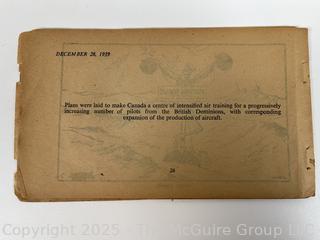 DECEMBER 26, 1939
Plans were laid to make Canada a centre of intensified air training for a progressively
increasing number of pilots from the British Dominions, with corresponding
expansion of the production of aircraft.
26
Copyright 2025 - The McGuire Group LLC